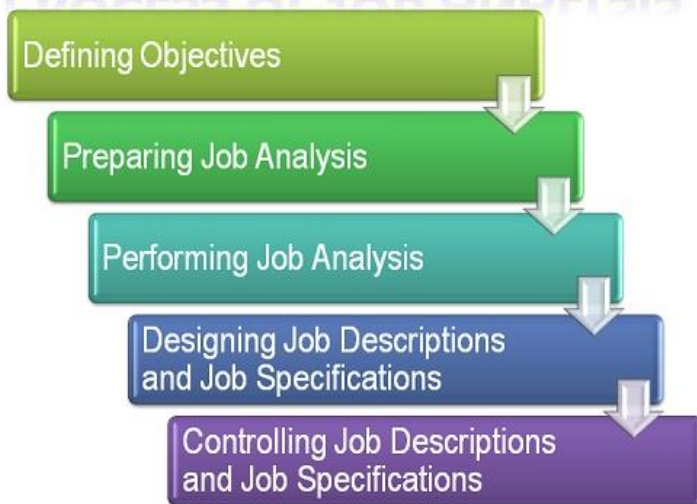 Defining Objectives
Preparing Job Analysis
Performing Job Analysis
Designing Job Descriptions
and Job Specifications
Controlling Job Descriptions
and Job Specifications